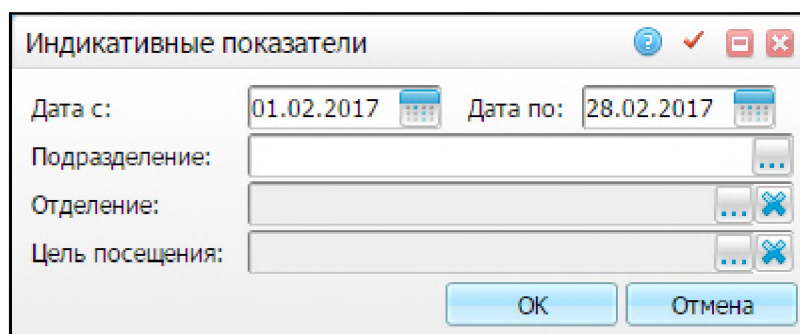 Индикативные показатели
Дата с: 01.02.2017 Дата по: 28.02.2017
Подразделение: ...
Отделение: ...
Цель посещения: ...
ОК Отмена